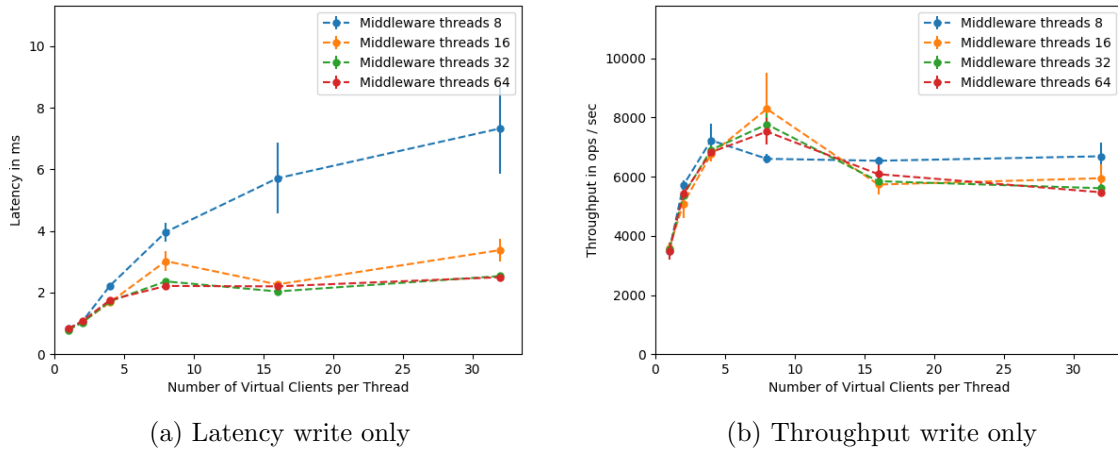 Middleware threads 8
Middleware threads 16
Middleware threads 32
Middleware threads 64
10
8
6
4
2
0
Latency in ms
0 5 10 15 20 25 30
Number of Virtual Clients per Thread
(a) Latency write only
Middleware threads 8
Middleware threads 16
Middleware threads 32
Middleware threads 64
10000
8000
6000
4000
2000
0
Throughput in ops / sec
0 5 10 15 20 25 30
Number of Virtual Clients per Thread
(b) Throughput write only